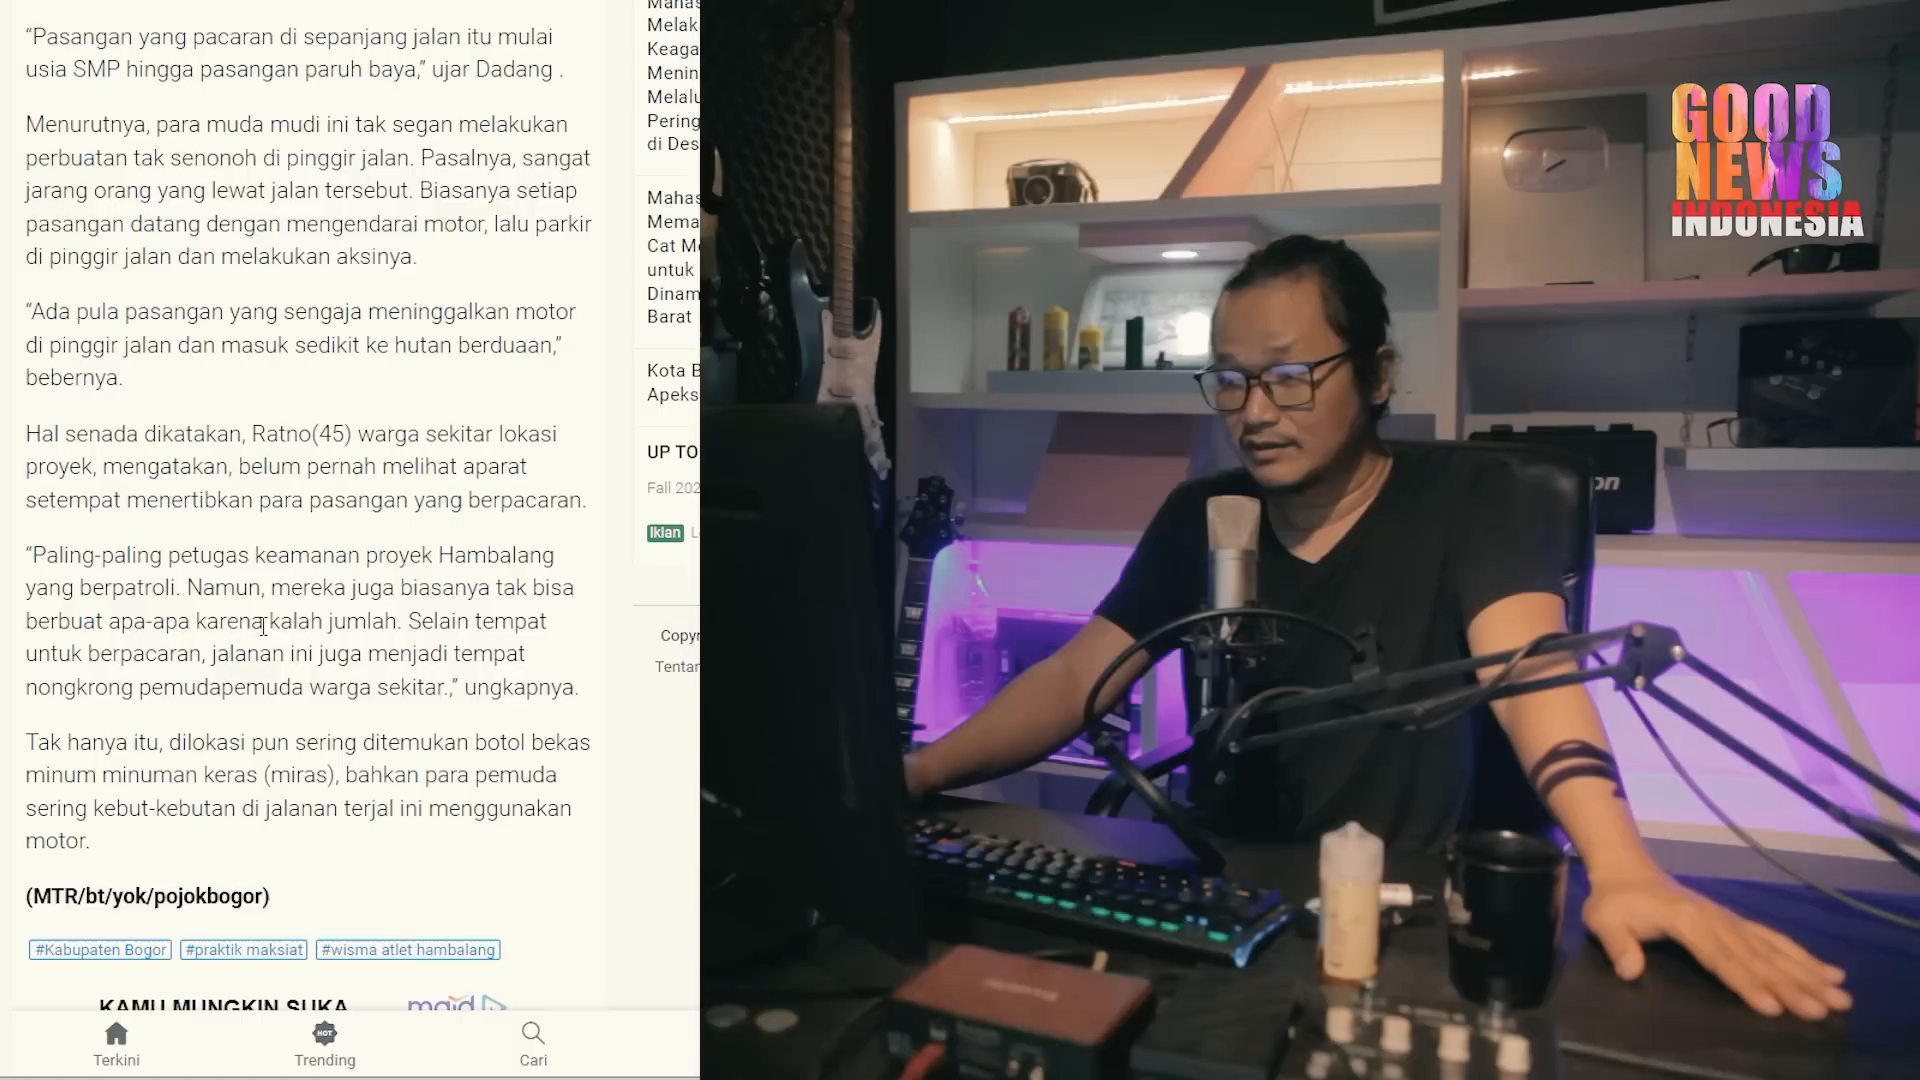 “Pasangan yang pacaran di sepanjang jalan itu mulai
usia SMP hingga pasangan paruh baya,” ujar Dadang .
Menurutnya, para muda mudi ini tak segan melakukan
perbuatan tak senonoh di pinggir jalan. Pasalnya, sangat
jarang orang yang lewat jalan tersebut. Biasanya setiap
pasangan datang dengan mengendarai motor, lalu parkir
di pinggir jalan dan melakukan aksinya.
“Ada pula pasangan yang sengaja meninggalkan motor
di pinggir jalan dan masuk sedikit ke hutan berduaan,”
bebernya.
Hal senada dikatakan, Ratno(45) warga sekitar lokasi
proyek, mengatakan, belum pernah melihat aparat
setempat menertibkan para pasangan yang berpacaran.
“Paling-paling petugas keamanan proyek Hambalang
yang berpatroli. Namun, mereka juga biasanya tak bisa
berbuat apa-apa karena kalah jumlah. Selain tempat
untuk berpacaran, jalanan ini juga menjadi tempat
nongkrong pemudapemuda warga sekitar.,” ungkapnya.
Tak hanya itu, dilokasi pun sering ditemukan botol bekas
minum minuman keras (miras), bahkan para pemuda
sering kebut-kebutan di jalanan terjal ini menggunakan
motor.
(MTR/bt/yok/pojokbogor)
#Kabupaten Bogor #praktik maksiat #wisma atlet hambalang
KAMU MUNGKIN SUKA
Terkini Trending Cari
HOT
Mahas
Melak
Keaga
Menin
Melalu
Pering
di Des
Mahas
Mema
Cat M
untuk
Dinam
Barat
Kota B
Apeks
UP TO
Fall 202
Iklan L
Copyr
Tentar
GOOD
NEWS
INDONESIA
on